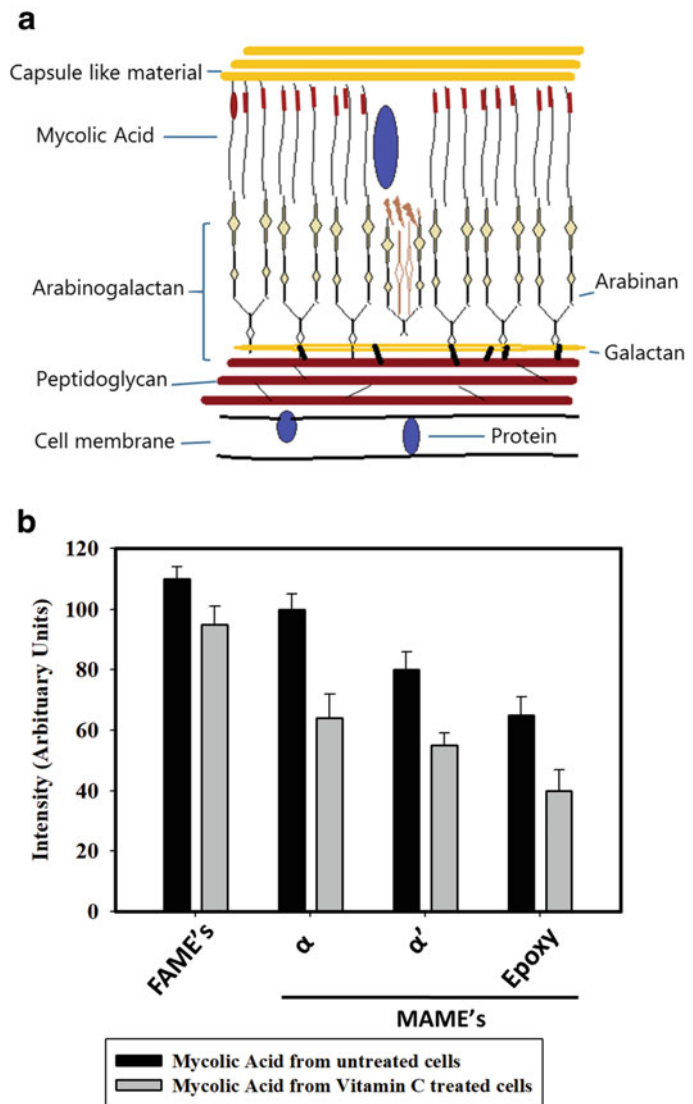 a
Capsule like material
Mycolic Acid
Arabinogalactan
Arabinan
Galactan
Peptidoglycan
Cell membrane
Protein
b
Intensity (Arbituary Units)
120
100
80
60
40
20
0
FAME's
α
α'
Epoxy
MAME's
Mycolic Acid from untreated cells
Mycolic Acid from Vitamin C treated cells